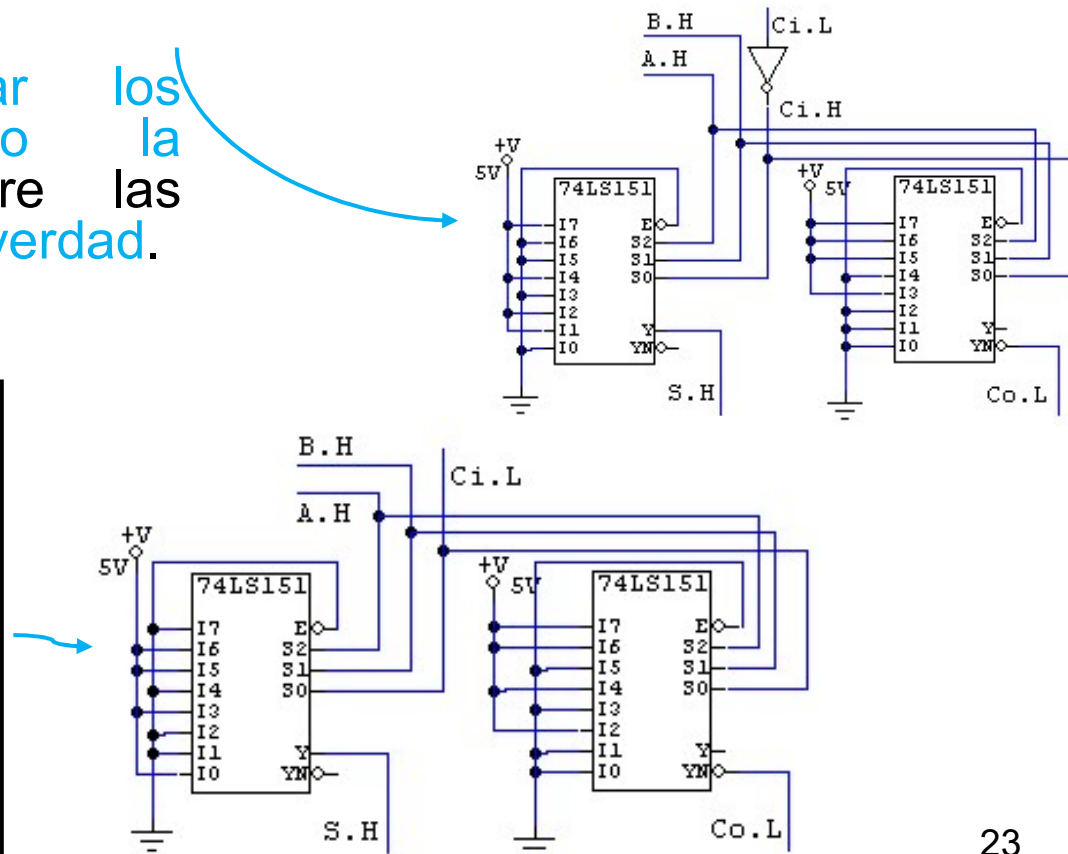 ar los
o la
re las
verdad.
B.H
A.H
Ci.L
Ci.H
+V
5V
74LS151
I7
I6
I5
I4
I3
I2
I1
I0
E
S2
S1
S0
Y
YN
S.H
+V
5V
74LS151
I7
I6
I5
I4
I3
I2
I1
I0
E
S2
S1
S0
Y
YN
Co.L
B.H
A.H
Ci.L
+V
5V
74LS151
I7
I6
I5
I4
I3
I2
I1
I0
E
S2
S1
S0
Y
YN
S.H
+V
5V
74LS151
I7
I6
I5
I4
I3
I2
I1
I0
E
S2
S1
S0
Y
YN
Co.L
23